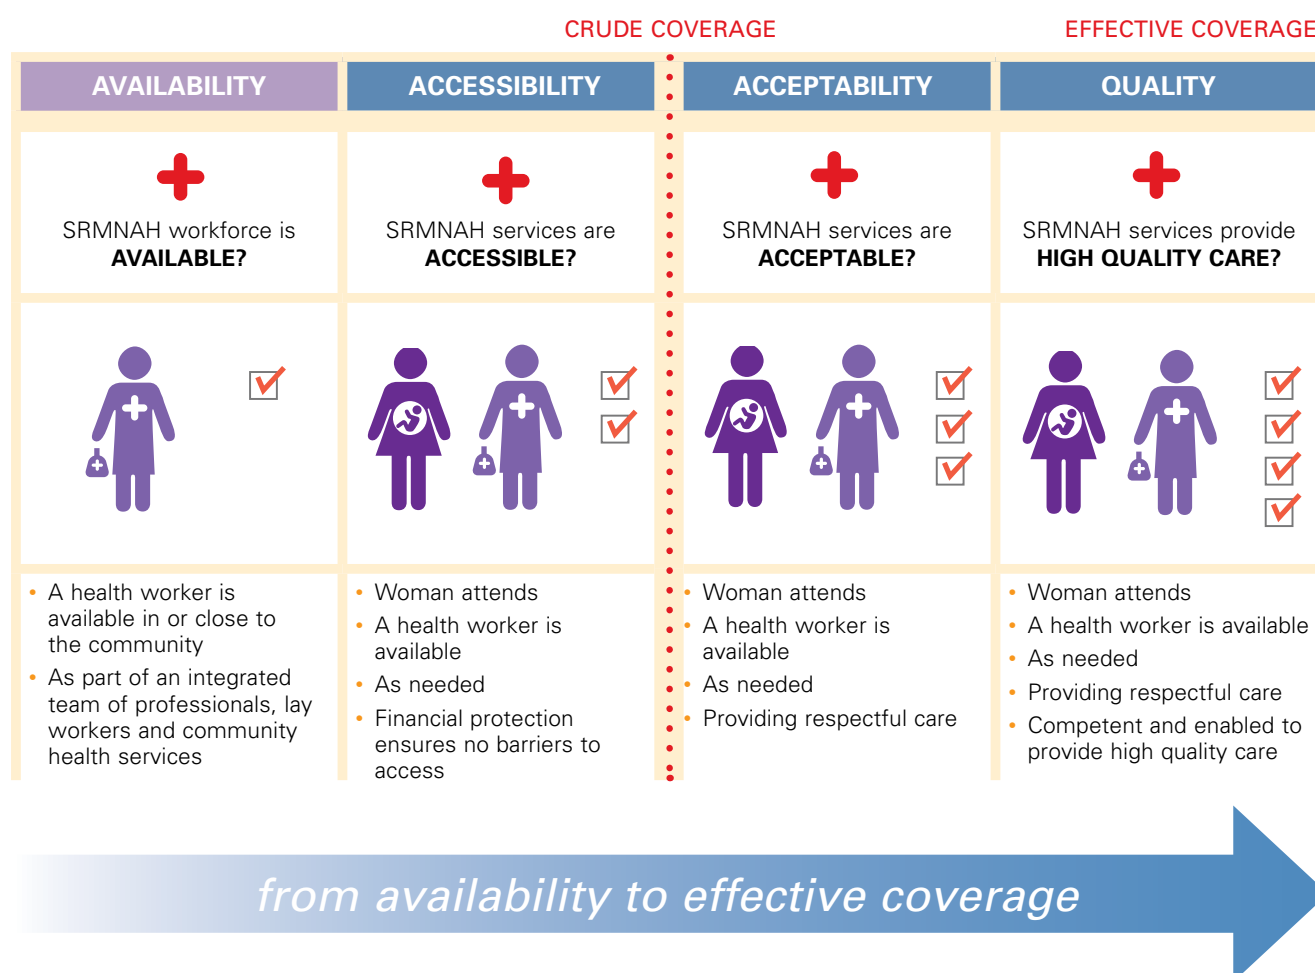 CRUDE COVERAGE
EFFECTIVE COVERAGE
AVAILABILITY
ACCESSIBILITY
ACCEPTABILITY
QUALITY
SRMNAH workforce is
AVAILABLE?
SRMNAH services are
ACCESSIBLE?
SRMNAH services are
ACCEPTABLE?
SRMNAH services provide
HIGH QUALITY CARE?
• A health worker is
available in or close to
the community
• As part of an integrated
team of professionals, lay
workers and community
health services
• Woman attends
• A health worker is
available
• As needed
• Financial protection
ensures no barriers to
access
• Woman attends
• A health worker is
available
• As needed
• Providing respectful care
• Woman attends
• A health worker is available
• As needed
• Providing respectful care
• Competent and enabled to
provide high quality care
from availability to effective coverage